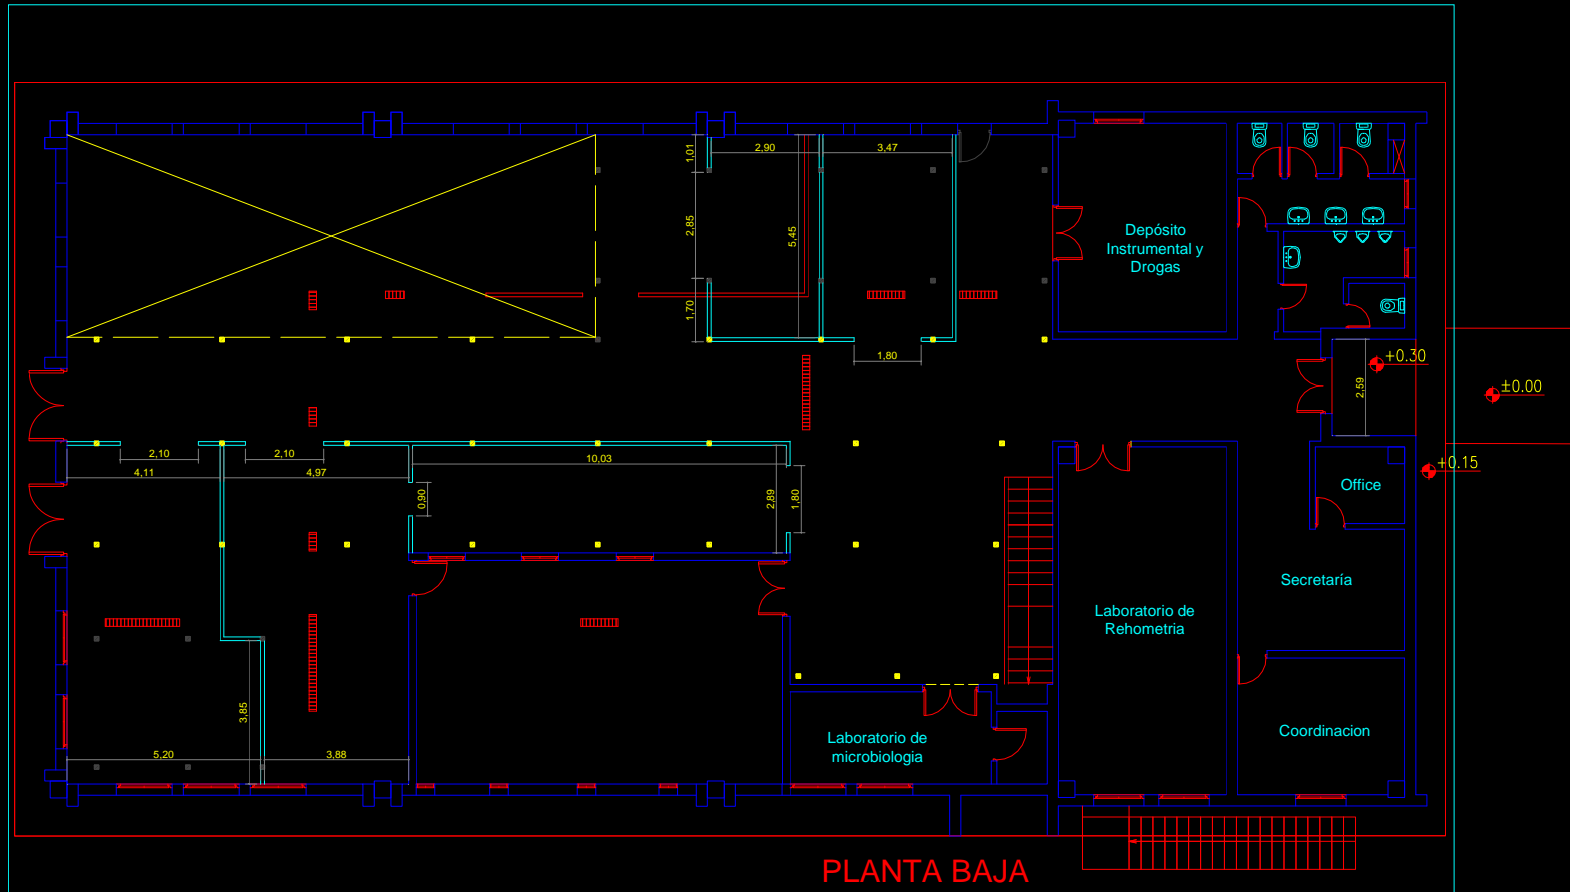 1,01
2,90
3,47
2,85
5,45
1,70
1,80
Depósito
Instrumental y
Drogas
+0.30
±0.00
2,59
+0.15
2,10
2,10
4,11
4,97
10,03
0,90
2,89
1,80
Office
Secretaría
Laboratorio de
Rehometria
3,85
5,20
3,88
Laboratorio de
microbiologia
Coordinacion
PLANTA BAJA